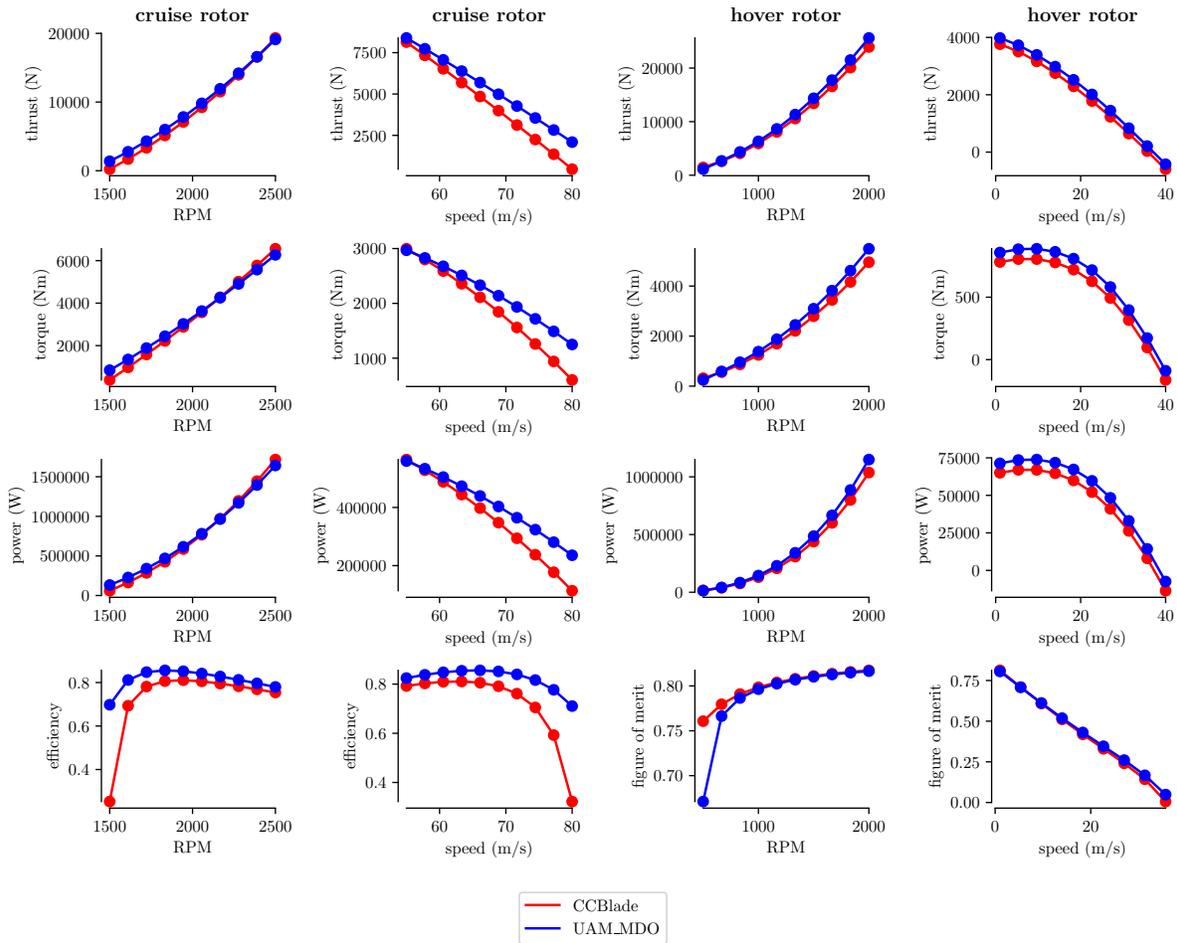 cruise rotor
cruise rotor
hover rotor
hover rotor
20000
10000
0
thrust (N)
1500
2000
2500
RPM
7500
5000
2500
thrust (N)
60
70
80
speed (m/s)
20000
10000
0
thrust (N)
1000
2000
RPM
4000
2000
0
thrust (N)
0
20
40
speed (m/s)
6000
4000
2000
torque (Nm)
1500
2000
2500
RPM
3000
2000
1000
torque (Nm)
60
70
80
speed (m/s)
4000
2000
0
torque (Nm)
1000
2000
RPM
500
0
torque (Nm)
0
20
40
speed (m/s)
1500000
1000000
500000
0
power (W)
1500
2000
2500
RPM
400000
200000
power (W)
60
70
80
speed (m/s)
1000000
500000
0
power (W)
1000
2000
RPM
75000
50000
25000
0
power (W)
0
20
40
speed (m/s)
0.8
0.6
0.4
efficiency
1500
2000
2500
RPM
0.8
0.6
0.4
efficiency
60
70
80
speed (m/s)
0.80
0.75
0.70
figure of merit
1000
2000
RPM
0.75
0.50
0.25
0.00
figure of merit
0
20
speed (m/s)
CCBlade
UAM_MDO